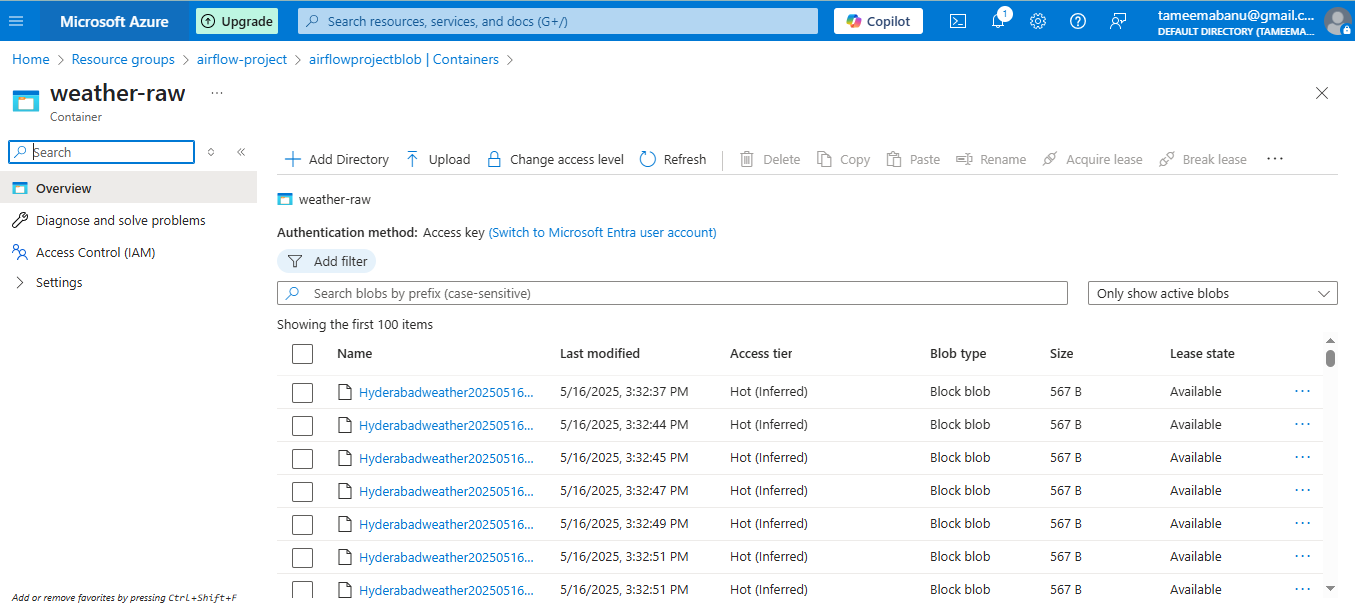 Microsoft Azure
Upgrade
Search resources, services, and docs (G+/)
Copilot
1
tameemabanu@gmail.c...
DEFAULT DIRECTORY (TAMEEMA...
Home > Resource groups > airflow-project > airflowprojectblob | Containers >
weather-raw ...
Container
Search
Overview
Diagnose and solve problems
Access Control (IAM)
Settings
Add or remove favorites by pressing Ctrl+Shift+F
Add Directory Upload Change access level Refresh Delete Copy Paste Rename Acquire lease Break lease ...
weather-raw
Authentication method: Access key (Switch to Microsoft Entra user account)
Add filter
Search blobs by prefix (case-sensitive)
Only show active blobs
Showing the first 100 items
Name Last modified Access tier Blob type Size Lease state
Hyderabadweather20250516... 5/16/2025, 3:32:37 PM Hot (Inferred) Block blob 567 B Available ...
Hyderabadweather20250516... 5/16/2025, 3:32:44 PM Hot (Inferred) Block blob 567 B Available ...
Hyderabadweather20250516... 5/16/2025, 3:32:45 PM Hot (Inferred) Block blob 567 B Available ...
Hyderabadweather20250516... 5/16/2025, 3:32:47 PM Hot (Inferred) Block blob 567 B Available ...
Hyderabadweather20250516... 5/16/2025, 3:32:49 PM Hot (Inferred) Block blob 567 B Available ...
Hyderabadweather20250516... 5/16/2025, 3:32:51 PM Hot (Inferred) Block blob 567 B Available ...
Hyderabadweather20250516... 5/16/2025, 3:32:51 PM Hot (Inferred) Block blob 567 B Available ...